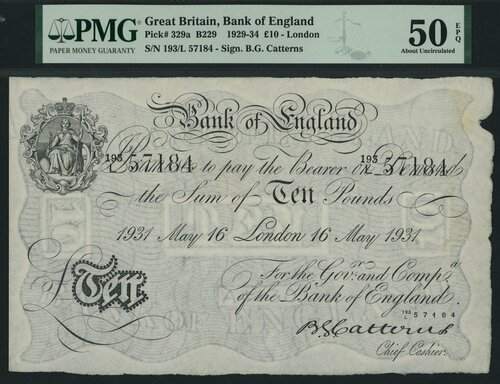 PMG
PAPER MONEY GUARANTY
Great Britain, Bank of England
Pick# 329a B229 1929-34 £10 - London
S/N 193/L 57184 - Sign. B.G. Catterns
50 EPQ
About Uncirculated
Bank of England
193/L 57184 193/L 57184
Promise to pay the Bearer on Demand
the Sum of Ten Pounds
1931 May 16 London 16 May 1931
For the Gov.r and Comp.a
of the Bank of England.
£Ten
193/L 57184
B.G. Catterns
Chief Cashier.